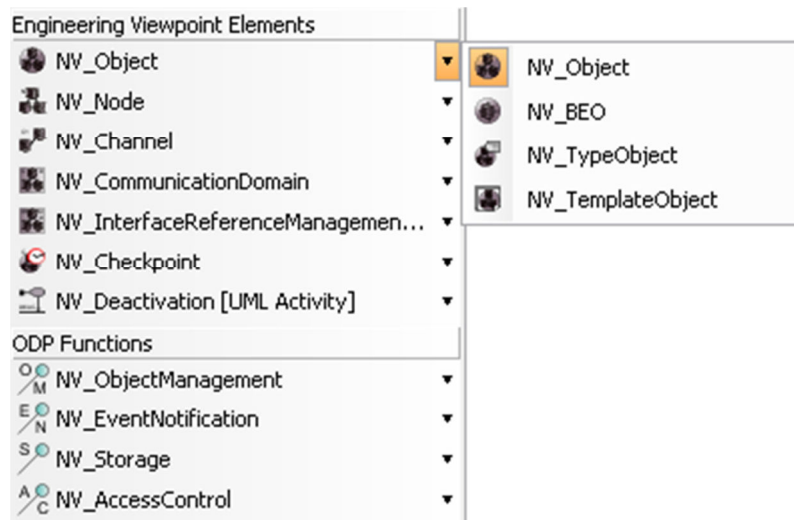 Engineering Viewpoint Elements
NV_Object
NV_Node
NV_Channel
NV_CommunicationDomain
NV_InterfaceReferenceManagemen...
NV_Checkpoint
NV_Deactivation [UML Activity]
ODP Functions
O M NV_ObjectManagement
E N NV_EventNotification
S NV_Storage
A C NV_AccessControl
NV_Object
NV_BEO
NV_TypeObject
NV_TemplateObject